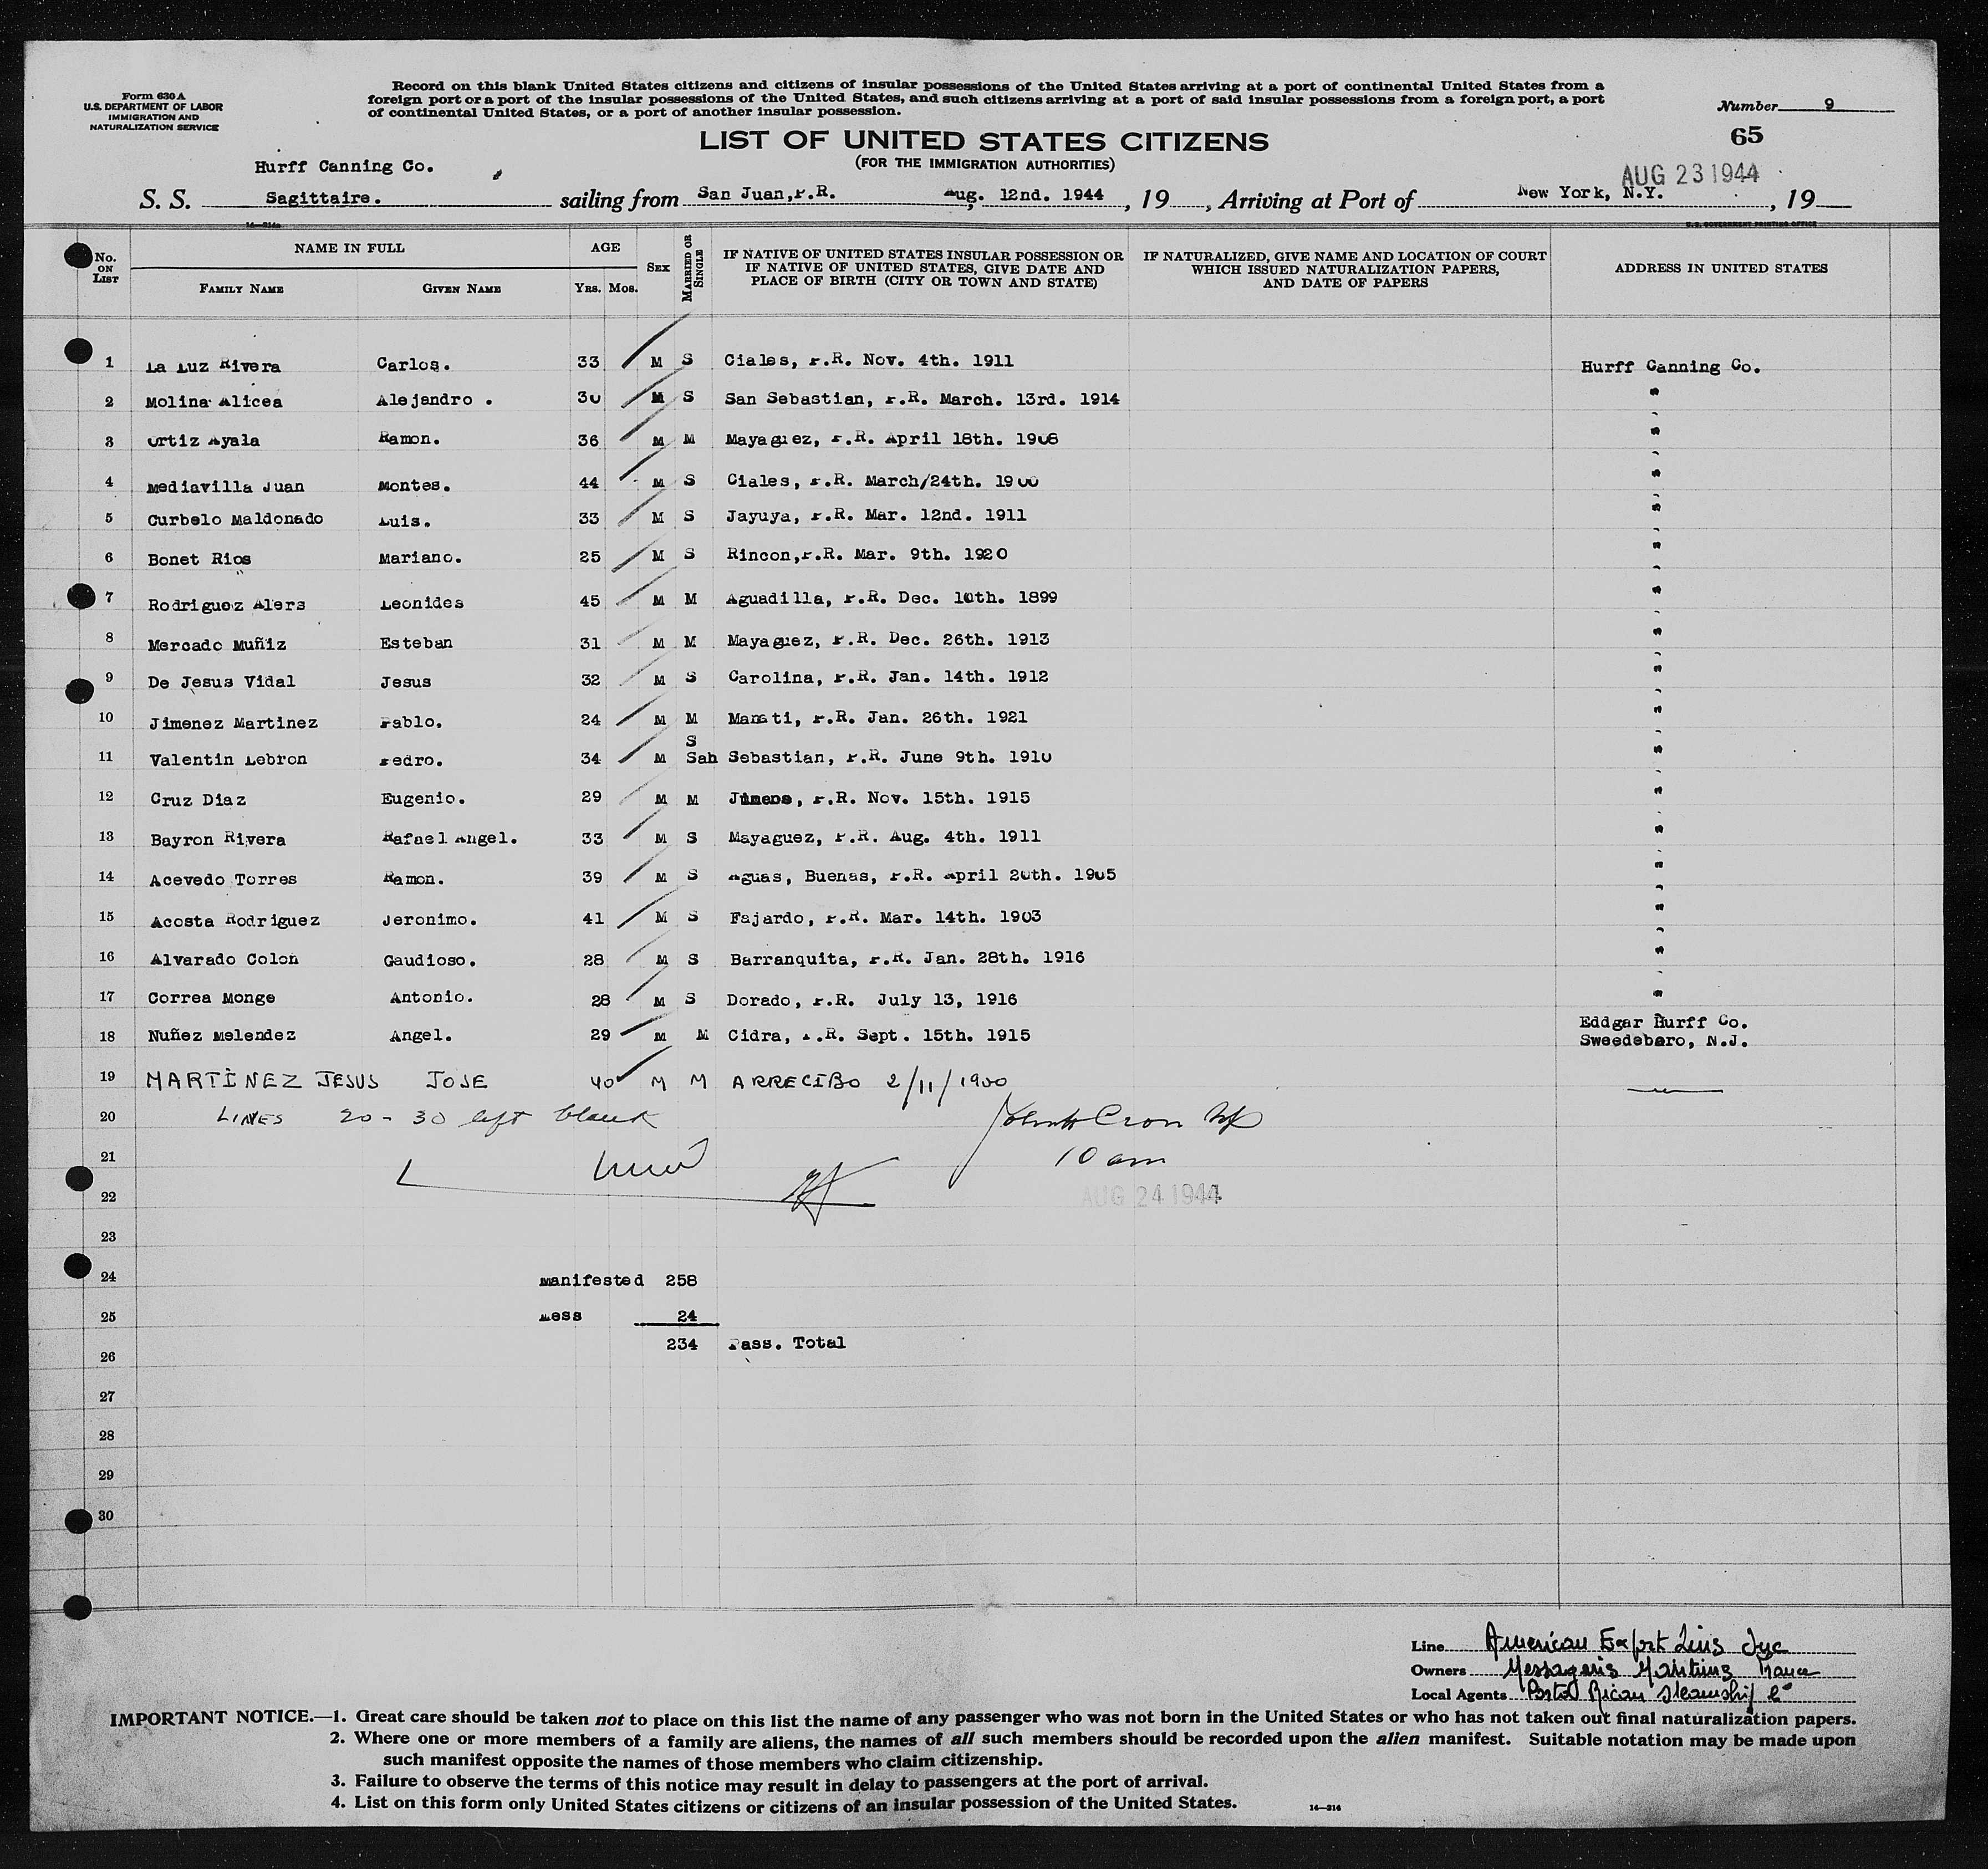 Form 630 A
U.S. DEPARTMENT OF LABOR
IMMIGRATION AND
NATURALIZATION SERVICE
Record on this blank United States citizens and citizens of insular possessions of the United States arriving at a port of continental United States from a
foreign port or a port of the insular possessions of the United States, and such citizens arriving at a port of said insular possessions from a foreign port, a port
of continental United States, or a port of another insular possession.
Number 9
65
LIST OF UNITED STATES CITIZENS
(FOR THE IMMIGRATION AUTHORITIES)
Hurff Canning Co.
AUG 23 1944
S. S. Sagittaire. sailing from San Juan, P.R. Aug. 12nd. 1944, 19 , Arriving at Port of New York, N.Y. , 19
14-314
U.S. GOVERNMENT PRINTING OFFICE
No. ON LIST
NAME IN FULL
FAMILY NAME GIVEN NAME
AGE
YRS. MOS.
SEX
MARRIED OR SINGLE
IF NATIVE OF UNITED STATES INSULAR POSSESSION OR
IF NATIVE OF UNITED STATES, GIVE DATE AND
PLACE OF BIRTH (CITY OR TOWN AND STATE)
IF NATURALIZED, GIVE NAME AND LOCATION OF COURT
WHICH ISSUED NATURALIZATION PAPERS,
AND DATE OF PAPERS
ADDRESS IN UNITED STATES
1 La Luz Rivera Carlos. 33 M S Ciales, P.R. Nov. 4th. 1911 Hurff Canning Co.
2 Molina Alicea Alejandro . 30 M S San Sebastian, P.R. March. 13rd. 1914 "
3 Ortiz Ayala Ramon. 36 M M Mayaguez, P.R. April 18th. 1908 "
4 Mediavilla Juan Montes. 44 M S Ciales, P.R. March/24th. 1900 "
5 Curbelo Maldonado Luis. 33 M S Jayuya, P.R. Mar. 12nd. 1911 "
6 Bonet Rios Mariano. 25 M S Rincon, P.R. Mar. 9th. 1920 "
7 Rodriguez Alers Leonides 45 M M Aguadilla, P.R. Dec. 10th. 1899 "
8 Mercado Muñiz Esteban 31 M M Mayaguez, P.R. Dec. 26th. 1913 "
9 De Jesus Vidal Jesus 32 M S Carolina, P.R. Jan. 14th. 1912 "
10 Jimenez Martinez Pablo. 24 M M Manati, P.R. Jan. 26th. 1921 "
11 Valentin Lebron Pedro. 34 M S San Sebastian, P.R. June 9th. 1910 "
12 Cruz Diaz Eugenio. 29 M M P.R. Nov. 15th. 1915 "
13 Bayron Rivera Rafael Angel. 33 M S Mayaguez, P.R. Aug. 4th. 1911 "
14 Acevedo Torres Ramon. 39 M S Aguas, Buenas, P.R. April 20th. 1905 "
15 Acosta Rodriguez Jeronimo. 41 M S Fajardo, P.R. Mar. 14th. 1903 "
16 Alvarado Colon Gaudioso. 28 M S Barranquita, P.R. Jan. 28th. 1916 "
17 Correa Monge Antonio. 28 M S Dorado, P.R. July 13, 1916 "
18 Nuñez Melendez Angel. 29 M M Cidra, P.R. Sept. 15th. 1915 Eddgar Hurff Co.
Sweedebaro, N.J.
19 MARTINEZ JESUS JOSE 40 M M ARRECIBO 2/11/1900
20 LINES 20 - 30 left blank John H Cron
21 10 am
22 AUG 24 1944
23
24 Manifested 258
25 Less 24
26 234 Pass. Total
27
28
29
30
Line American Export Lines Inc
Owners Messageries Maritimes France
Local Agents Porto Rican Steamship Co
IMPORTANT NOTICE.—1. Great care should be taken not to place on this list the name of any passenger who was not born in the United States or who has not taken out final naturalization papers.
2. Where one or more members of a family are aliens, the names of all such members should be recorded upon the alien manifest. Suitable notation may be made upon
such manifest opposite the names of those members who claim citizenship.
3. Failure to observe the terms of this notice may result in delay to passengers at the port of arrival.
4. List on this form only United States citizens or citizens of an insular possession of the United States.
14-314